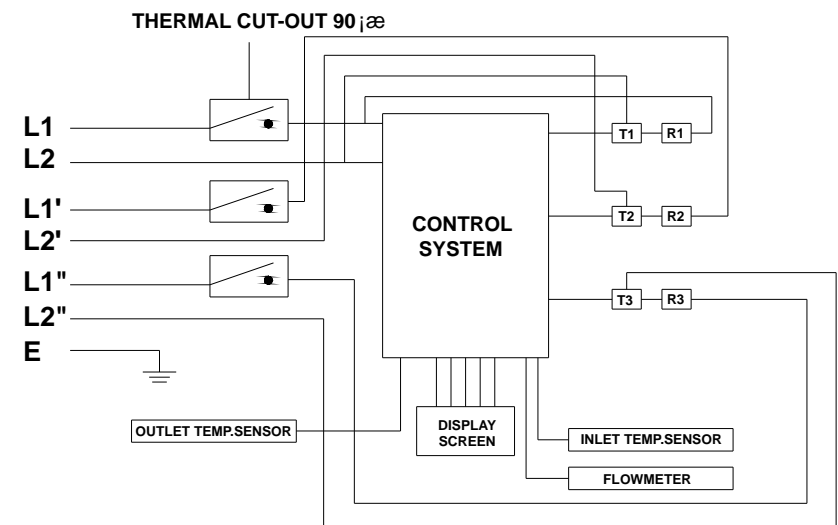 THERMAL CUT-OUT 90¡æ
L1
L2
L1'
L2'
L1"
L2"
E
CONTROL
SYSTEM
T1
R1
T2
R2
T3
R3
OUTLET TEMP.SENSOR
DISPLAY
SCREEN
INLET TEMP.SENSOR
FLOWMETER